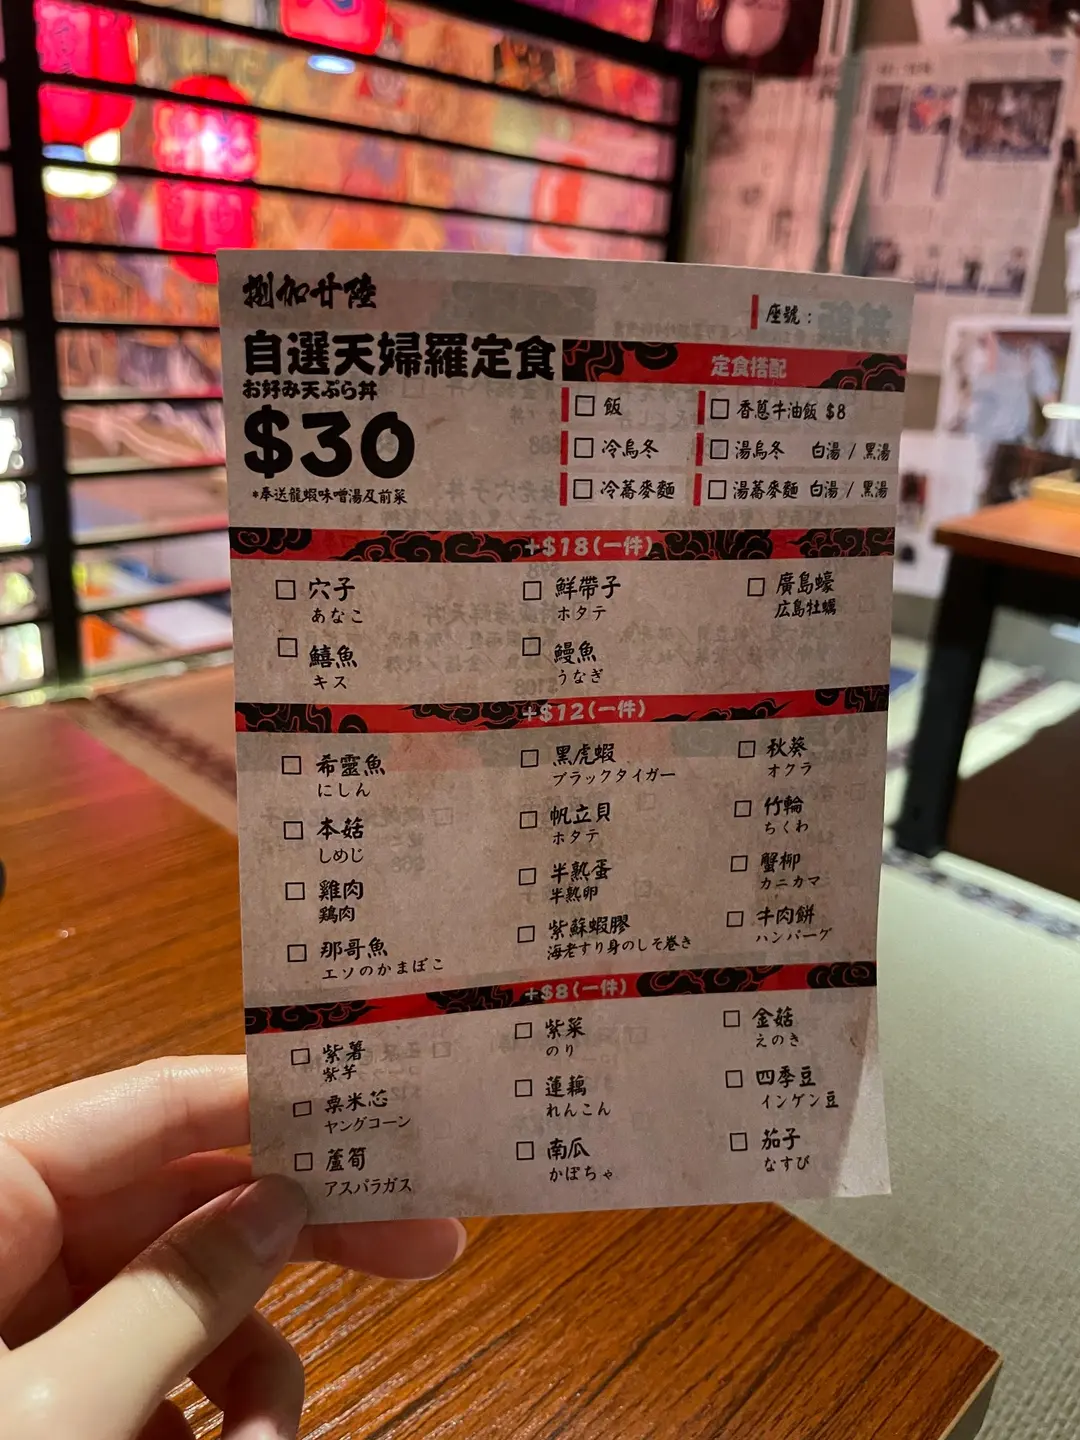 捌加廿陸
座號：
自選天婦羅定食
お好み天ぷら丼
$30
*奉送龍蝦味噌湯及前菜
定食搭配
飯
香蔥牛油飯 $8
冷烏冬
湯烏冬 白湯 / 黑湯
冷蕎麥麵
湯蕎麥麵 白湯 / 黑湯
+$18(一件)
穴子
あなこ
鮮帶子
ホタテ
廣島蠔
広島牡蠣
鱚魚
キス
鰻魚
うなぎ
+$12(一件)
希靈魚
にしん
黑虎蝦
ブラックタイガー
秋葵
オクラ
本菇
しめじ
帆立貝
ホタテ
竹輪
ちくわ
雞肉
鶏肉
半熟蛋
半熟卵
蟹柳
カニカマ
那哥魚
エソのかまぼこ
紫蘇蝦膠
海老すり身のしそ巻き
牛肉餅
ハンバーグ
+$8(一件)
紫薯
紫芋
紫菜
のり
金菇
えのき
粟米芯
ヤングコーン
蓮藕
れんこん
四季豆
インゲン豆
蘆筍
アスパラガス
南瓜
かぼちゃ
茄子
なすび